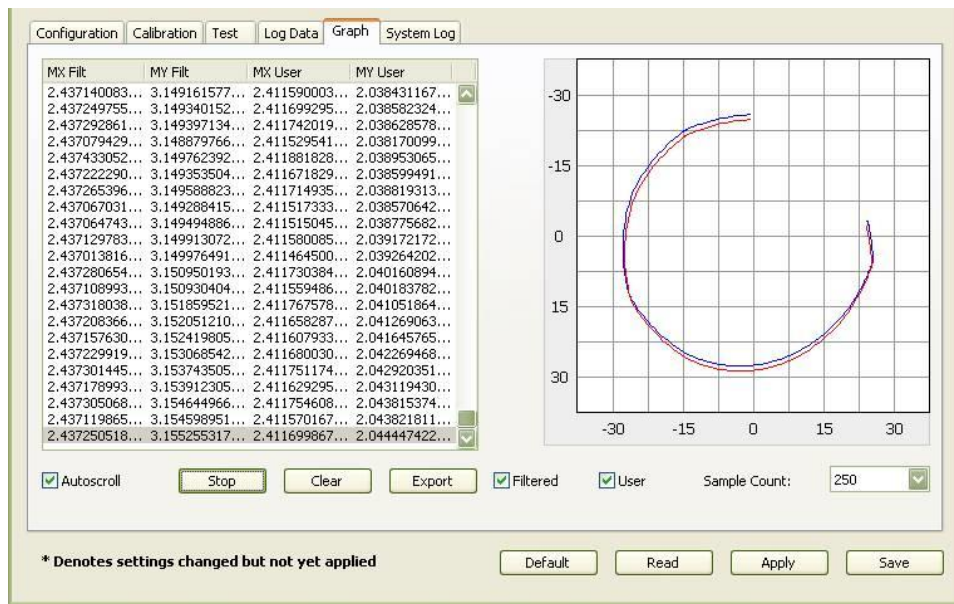 Configuration Calibration Test Log Data Graph System Log
MX Filt MY Filt MX User MY User
2.437140083... 3.149161577... 2.411590003... 2.038431167...
2.437249755... 3.149340152... 2.411699295... 2.038582324...
2.437292861... 3.149397134... 2.411742019... 2.038628578...
2.437079429... 3.148879766... 2.411529541... 2.038170099...
2.437433052... 3.149762392... 2.411881828... 2.038953065...
2.437222290... 3.149353504... 2.411671829... 2.038599491...
2.437265396... 3.149588823... 2.411714935... 2.038819313...
2.437067031... 3.149288415... 2.411517333... 2.038570642...
2.437064743... 3.149494886... 2.411515045... 2.038775682...
2.437129783... 3.149913072... 2.411580085... 2.039172172...
2.437013816... 3.149976491... 2.411464500... 2.039264202...
2.437280654... 3.150950193... 2.411730384... 2.040160894...
2.437108993... 3.150930404... 2.411559486... 2.040183782...
2.437318038... 3.151859521... 2.411767578... 2.041051864...
2.437208366... 3.152051210... 2.411658287... 2.041269063...
2.437157630... 3.152419805... 2.411607933... 2.041645765...
2.437229919... 3.153068542... 2.411680030... 2.042269468...
2.437301445... 3.153743505... 2.411751174... 2.042920351...
2.437178993... 3.153912305... 2.411629295... 2.043119430...
2.437305068... 3.154644966... 2.411754608... 2.043815374...
2.437119865... 3.154598951... 2.411570167... 2.043821811...
2.437250518... 3.155255317... 2.411699867... 2.044447422...
-30
-15
0
15
30
-30 -15 0 15 30
Autoscroll Stop Clear Export Filtered User Sample Count: 250
* Denotes settings changed but not yet applied Default Read Apply Save